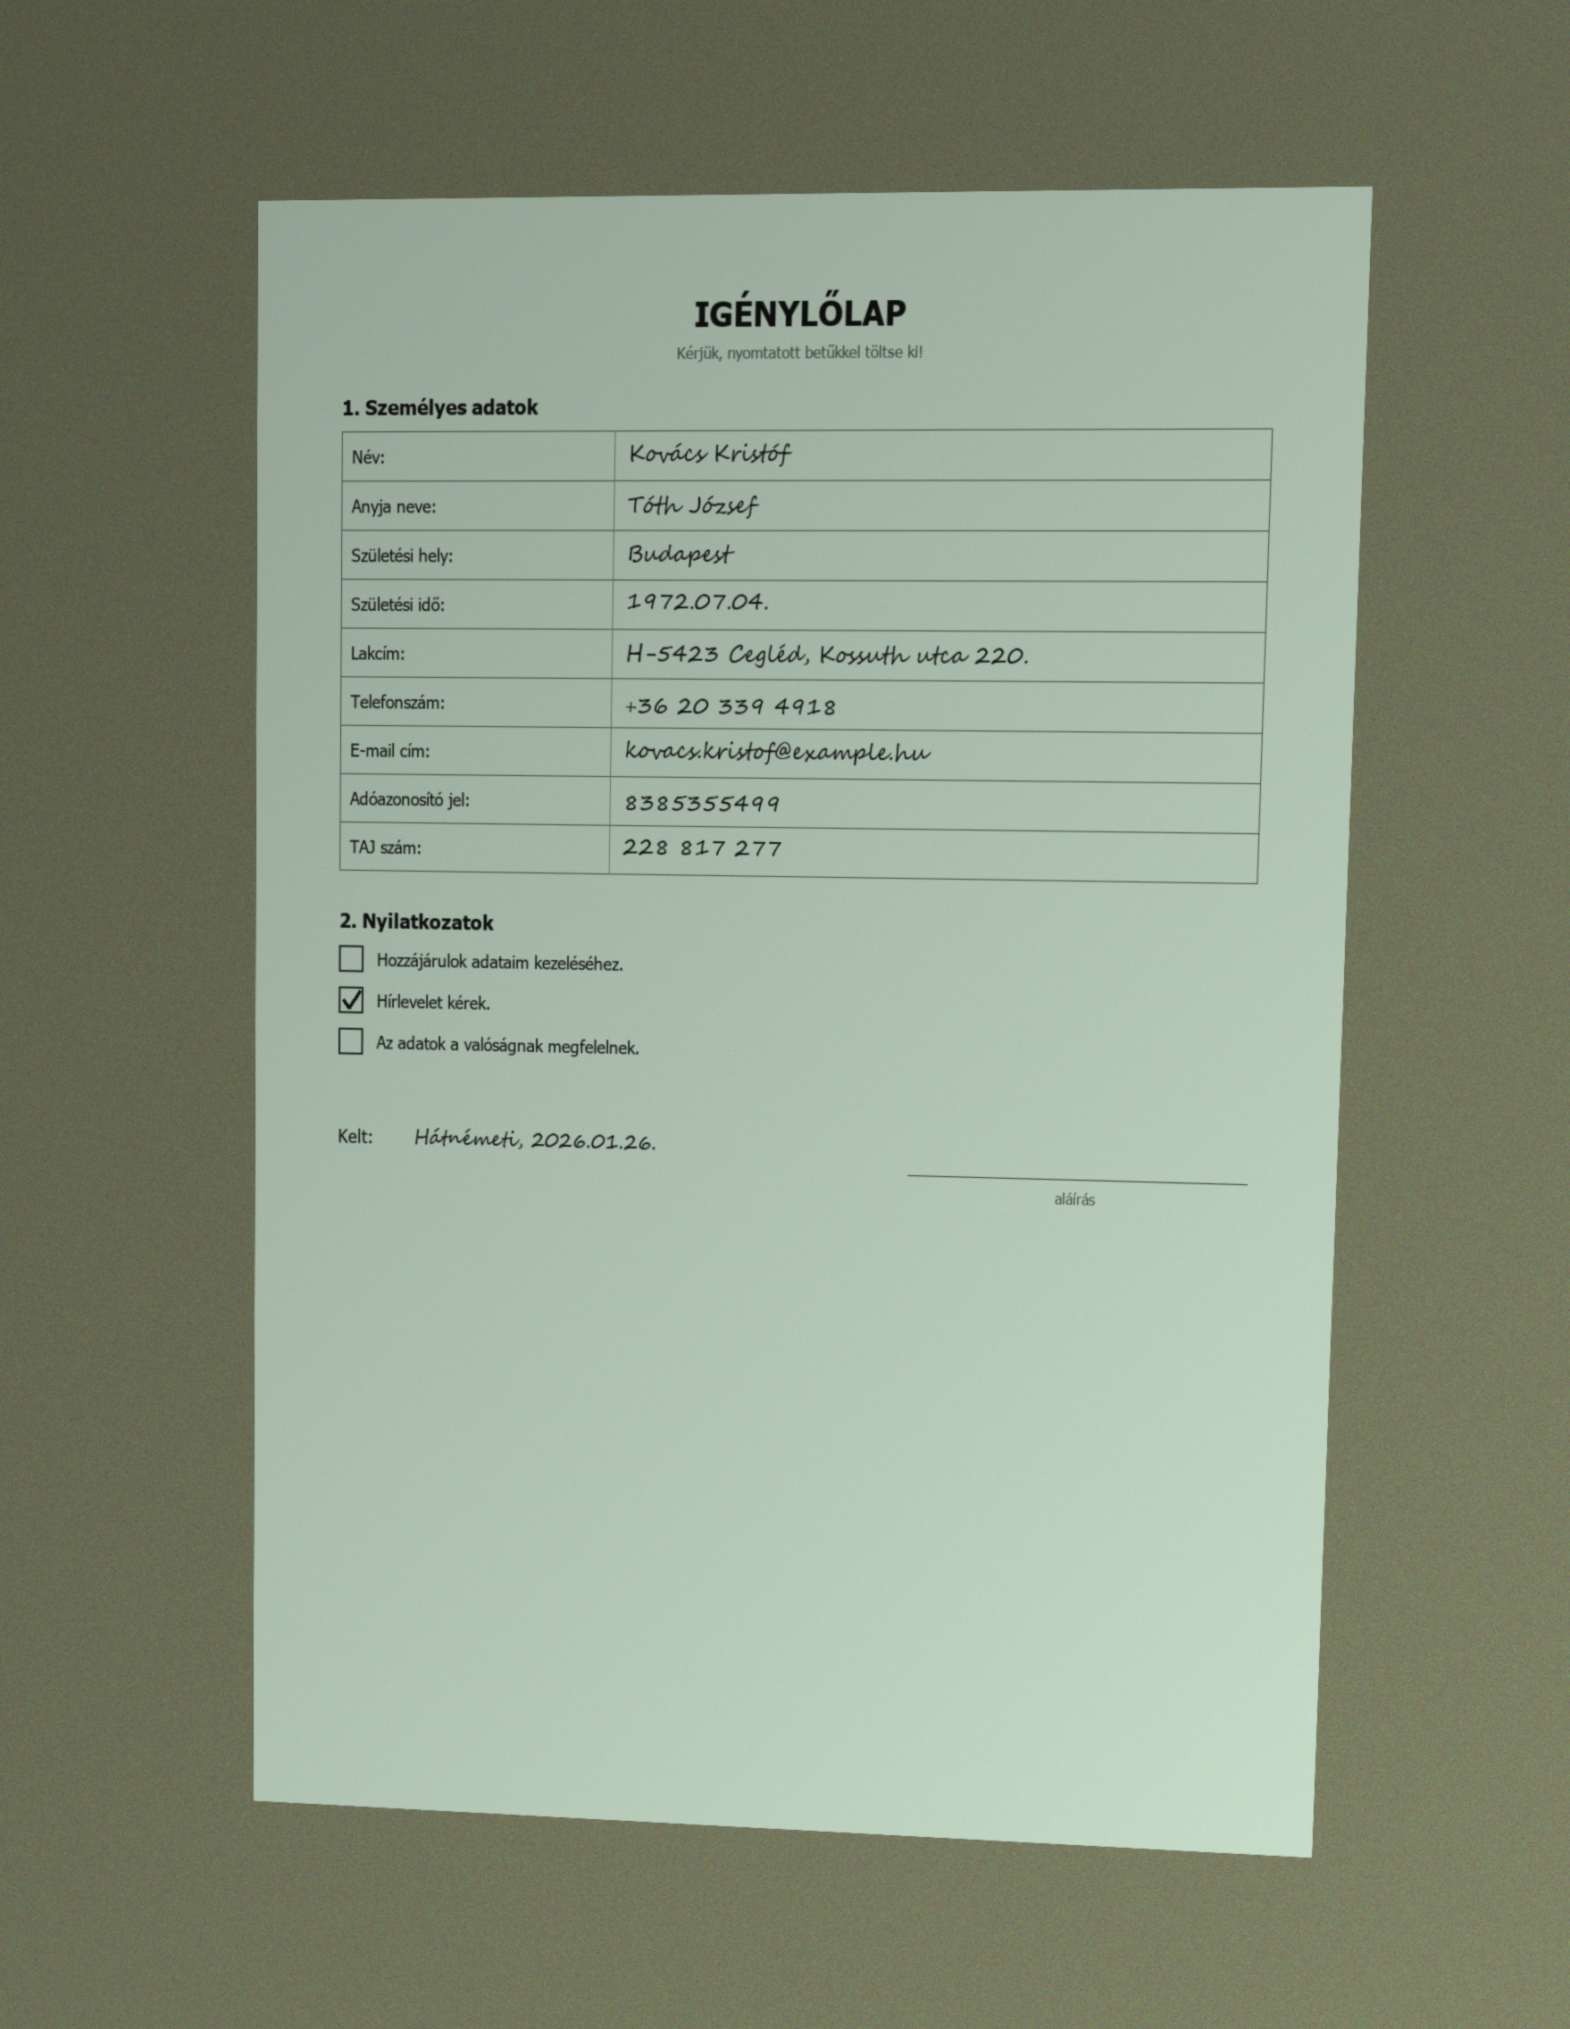 IGÉNYLŐLAP
Kérjük, nyomtatott betűkkel töltse ki!
1. Személyes adatok
Név: Kovács Kristóf
Anyja neve: Tóth József
Születési hely: Budapest
Születési idő: 1972.07.04.
Lakcím: H-5423 Cegléd, Kossuth utca 220.
Telefonszám: +36 20 339 4918
E-mail cím: kovacs.kristof@example.hu
Adóazonosító jel: 8385355499
TAJ szám: 228 817 277
2. Nyilatkozatok
Hozzájárulok adataim kezeléséhez.
Hírlevelet kérek.
Az adatok a valóságnak megfelelnek.
Kelt: Hátnémeti, 2026.01.26.
aláírás